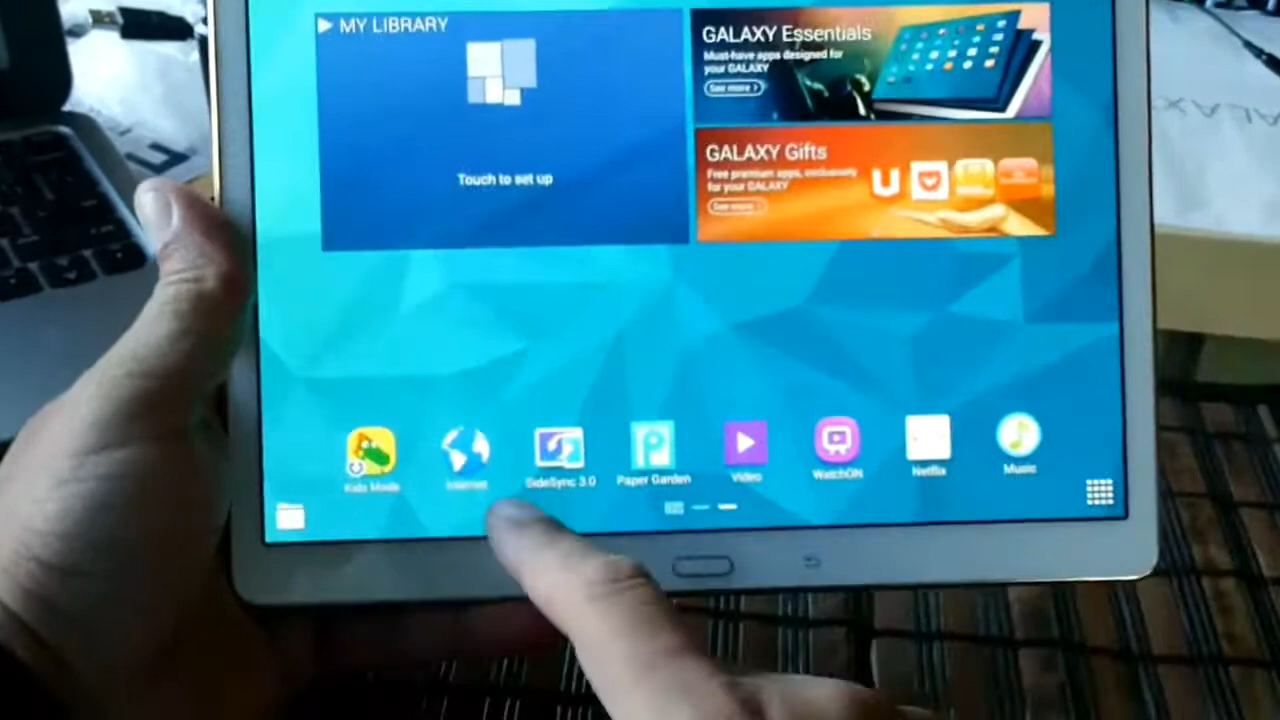 MY LIBRARY
Touch to set up
GALAXY Essentials
Must-have apps designed for
your GALAXY
See more >
GALAXY Gifts
Free premium apps, exclusively
for your GALAXY
See more >
Kids Mode
Internet
SideSync 3.0
Paper Garden
Video
WatchON
Netflix
Music